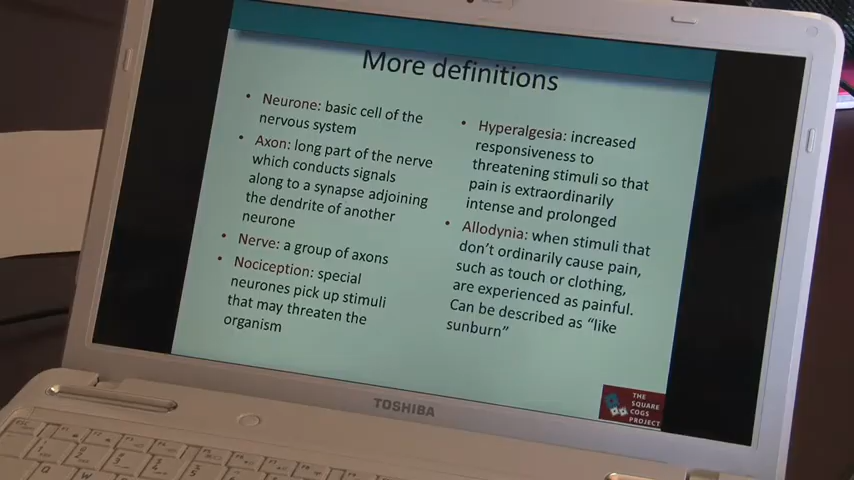 More definitions
• Neurone: basic cell of the
nervous system
• Axon: long part of the nerve
which conducts signals
along to a synapse adjoining
the dendrite of another
neurone
• Nerve: a group of axons
• Nociception: special
neurones pick up stimuli
that may threaten the
organism
• Hyperalgesia: increased
responsiveness to
threatening stimuli so that
pain is extraordinarily
intense and prolonged
• Allodynia: when stimuli that
don't ordinarily cause pain,
such as touch or clothing,
are experienced as painful.
Can be described as "like
sunburn"
THE
SQUARE
COGS
PROJECT
TOSHIBA